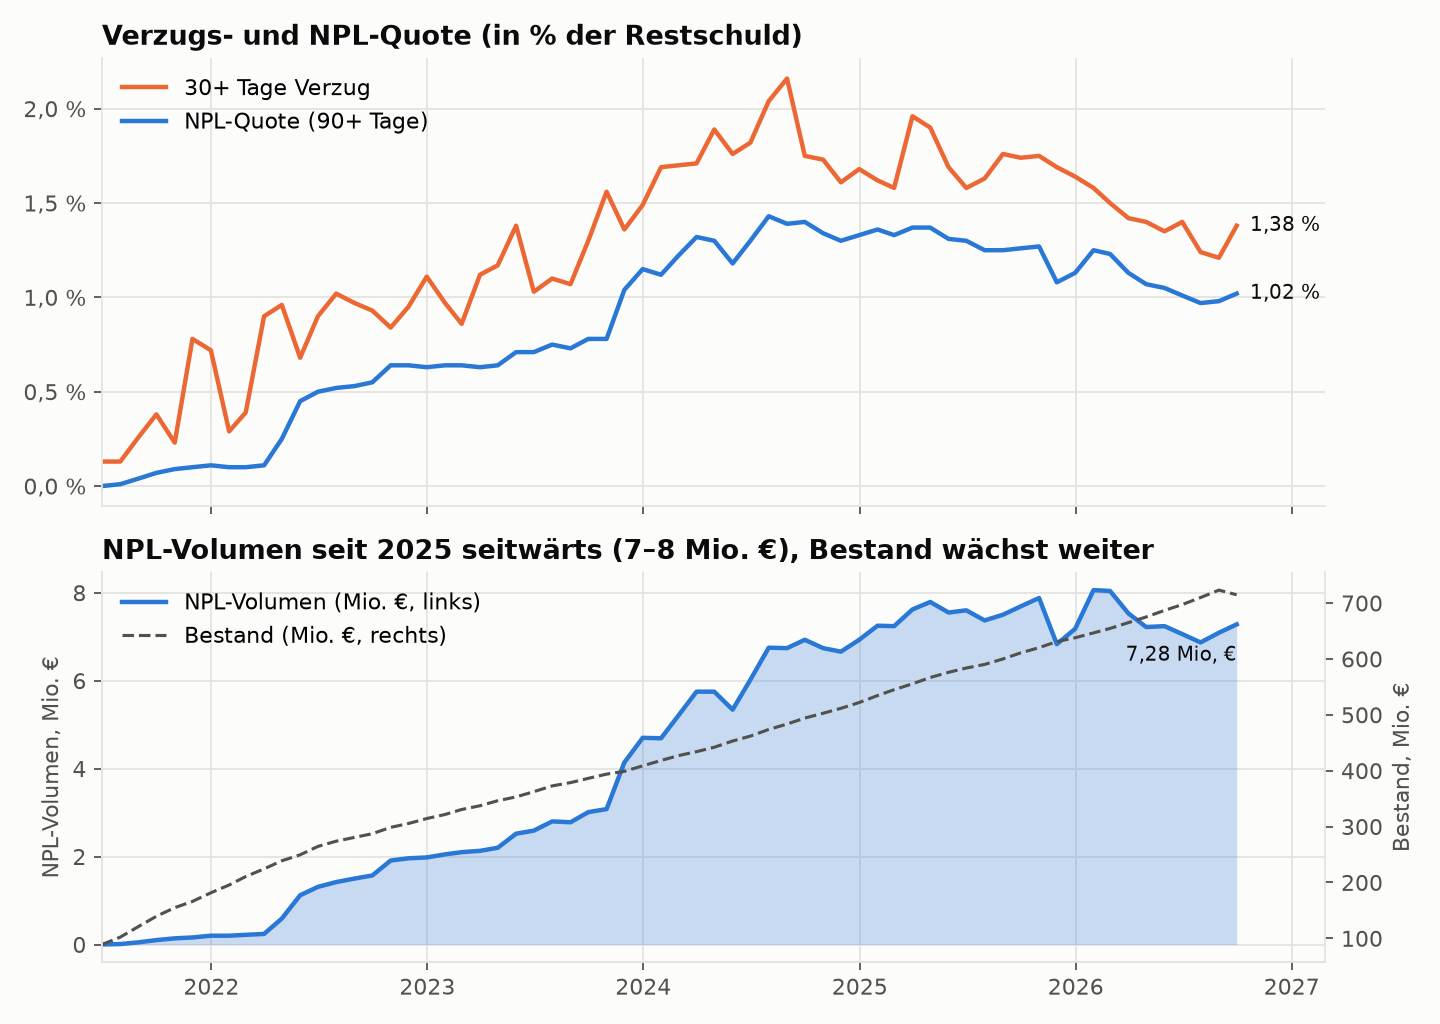 Verzugs- und NPL-Quote (in % der Restschuld)
30+ Tage Verzug
NPL-Quote (90+ Tage)
2,0 %
1,5 %
1,0 %
0,5 %
0,0 %
1,38 %
1,02 %
NPL-Volumen seit 2025 seitwärts (7–8 Mio. €), Bestand wächst weiter
NPL-Volumen (Mio. €, links)
Bestand (Mio. €, rechts)
NPL-Volumen, Mio. €
8
6
4
2
0
7,28 Mio, €
700
600
500
400
300
200
100
Bestand, Mio. €
2022
2023
2024
2025
2026
2027